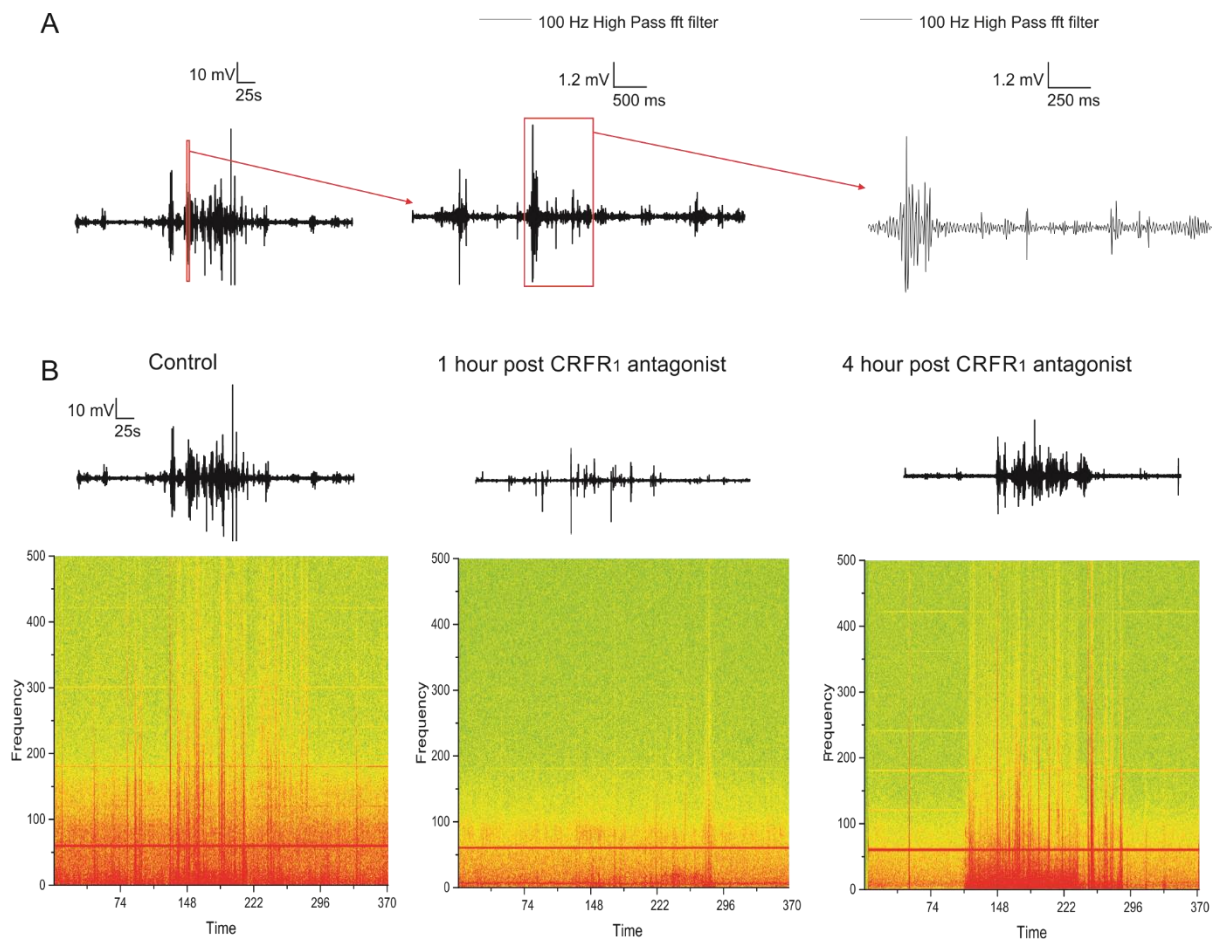 A
100 Hz High Pass fft filter
100 Hz High Pass fft filter
10 mV
25s
1.2 mV
500 ms
1.2 mV
250 ms
B
Control
1 hour post CRFR1 antagonist
4 hour post CRFR1 antagonist
10 mV
25s
500
400
300
200
100
0
Frequency
74
148
222
296
370
Time
500
400
300
200
100
0
Frequency
74
148
222
296
370
Time
500
400
300
200
100
0
Frequency
74
148
222
296
370
Time